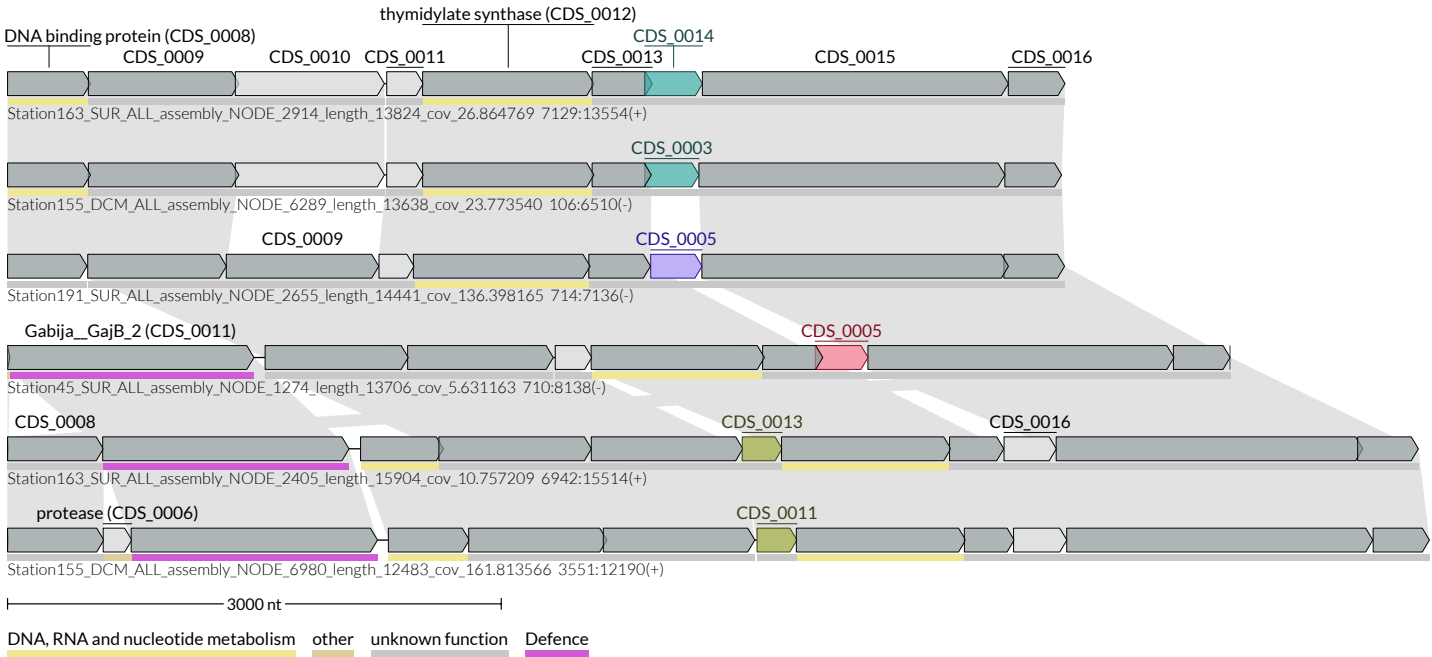 thymidylate synthase (CDS_0012)
DNA binding protein (CDS_0008) CDS_0014
CDS_0009 CDS_0010 CDS_0011 CDS_0013 CDS_0015 CDS_0016
Station163_SUR_ALL_assembly_NODE_2914_length_13824_cov_26.864769 7129:13554(+)
CDS_0003
Station155_DCM_ALL_assembly_NODE_6289_length_13638_cov_23.773540 106:6510(-)
CDS_0009 CDS_0005
Station191_SUR_ALL_assembly_NODE_2655_length_14441_cov_136.398165 714:7136(-)
Gabija__GajB_2 (CDS_0011) CDS_0005
Station45_SUR_ALL_assembly_NODE_1274_length_13706_cov_5.631163 710:8138(-)
CDS_0008 CDS_0013 CDS_0016
Station163_SUR_ALL_assembly_NODE_2405_length_15904_cov_10.757209 6942:15514(+)
protease (CDS_0006) CDS_0011
Station155_DCM_ALL_assembly_NODE_6980_length_12483_cov_161.813566 3551:12190(+)
3000 nt
DNA, RNA and nucleotide metabolism other unknown function Defence